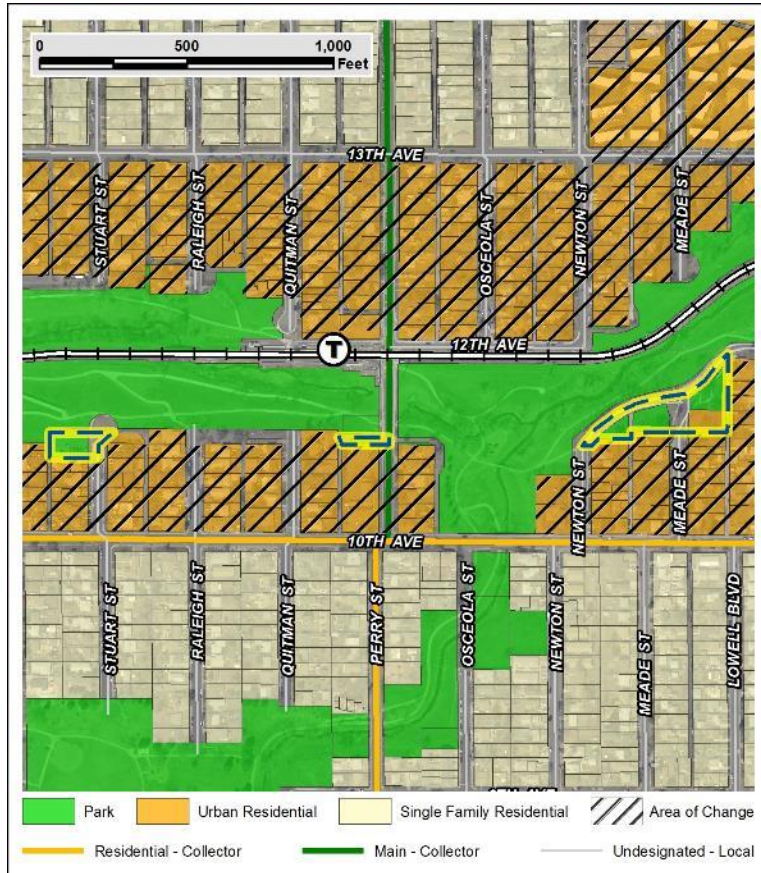 0 500 1,000
Feet
13TH AVE
STUART ST
RALEIGH ST
QUITMAN ST
OSCEOLA ST
NEWTON ST
MEADE ST
12TH AVE
T
NEWTON ST
MEADE ST
10TH AVE
STUART ST
RALEIGH ST
QUITMAN ST
PERRY ST
OSCEOLA ST
NEWTON ST
MEADE ST
LOWELL BLVD
Park Urban Residential Single Family Residential Area of Change
Residential - Collector Main - Collector Undesignated - Local